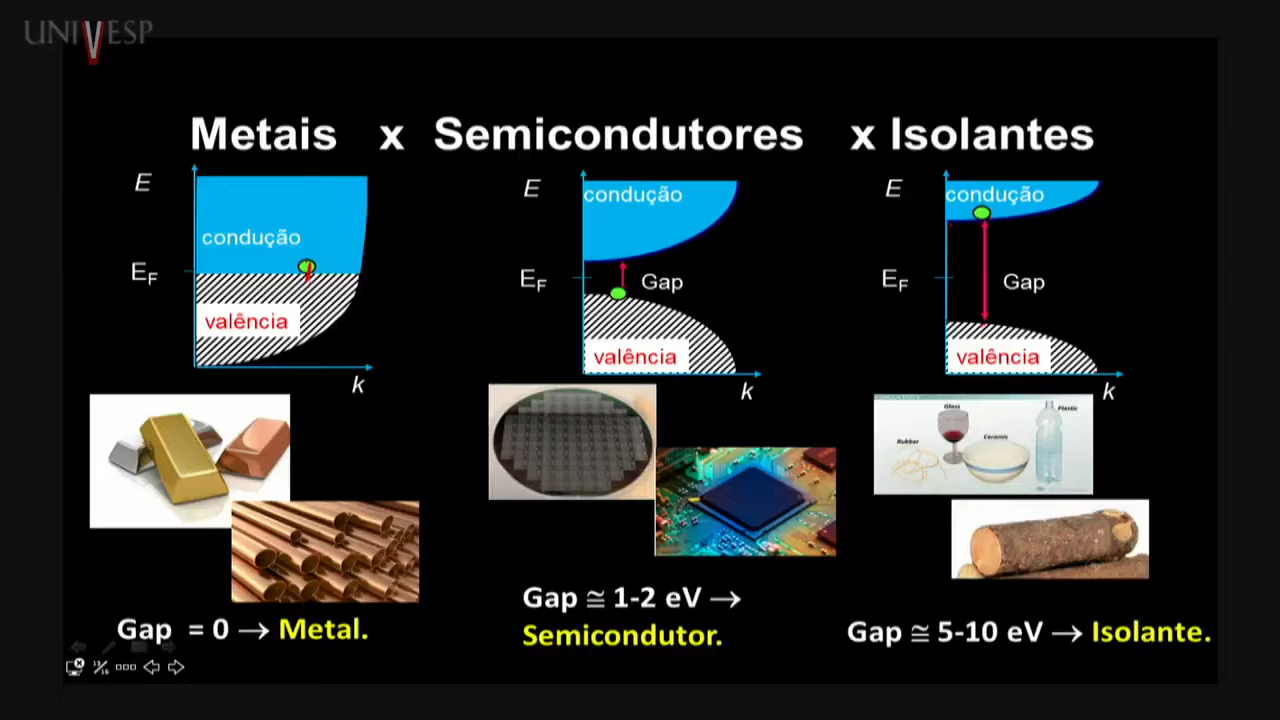 UNIVESP
Metais x Semicondutores x Isolantes
E
condução
E_F
valência
k
E
condução
E_F
Gap
valência
k
E
condução
E_F
Gap
valência
k
Glass
Plastic
Rubber
Ceramic
Gap = 0 → Metal.
Gap ≅ 1-2 eV →
Semicondutor.
Gap ≅ 5-10 eV → Isolante.